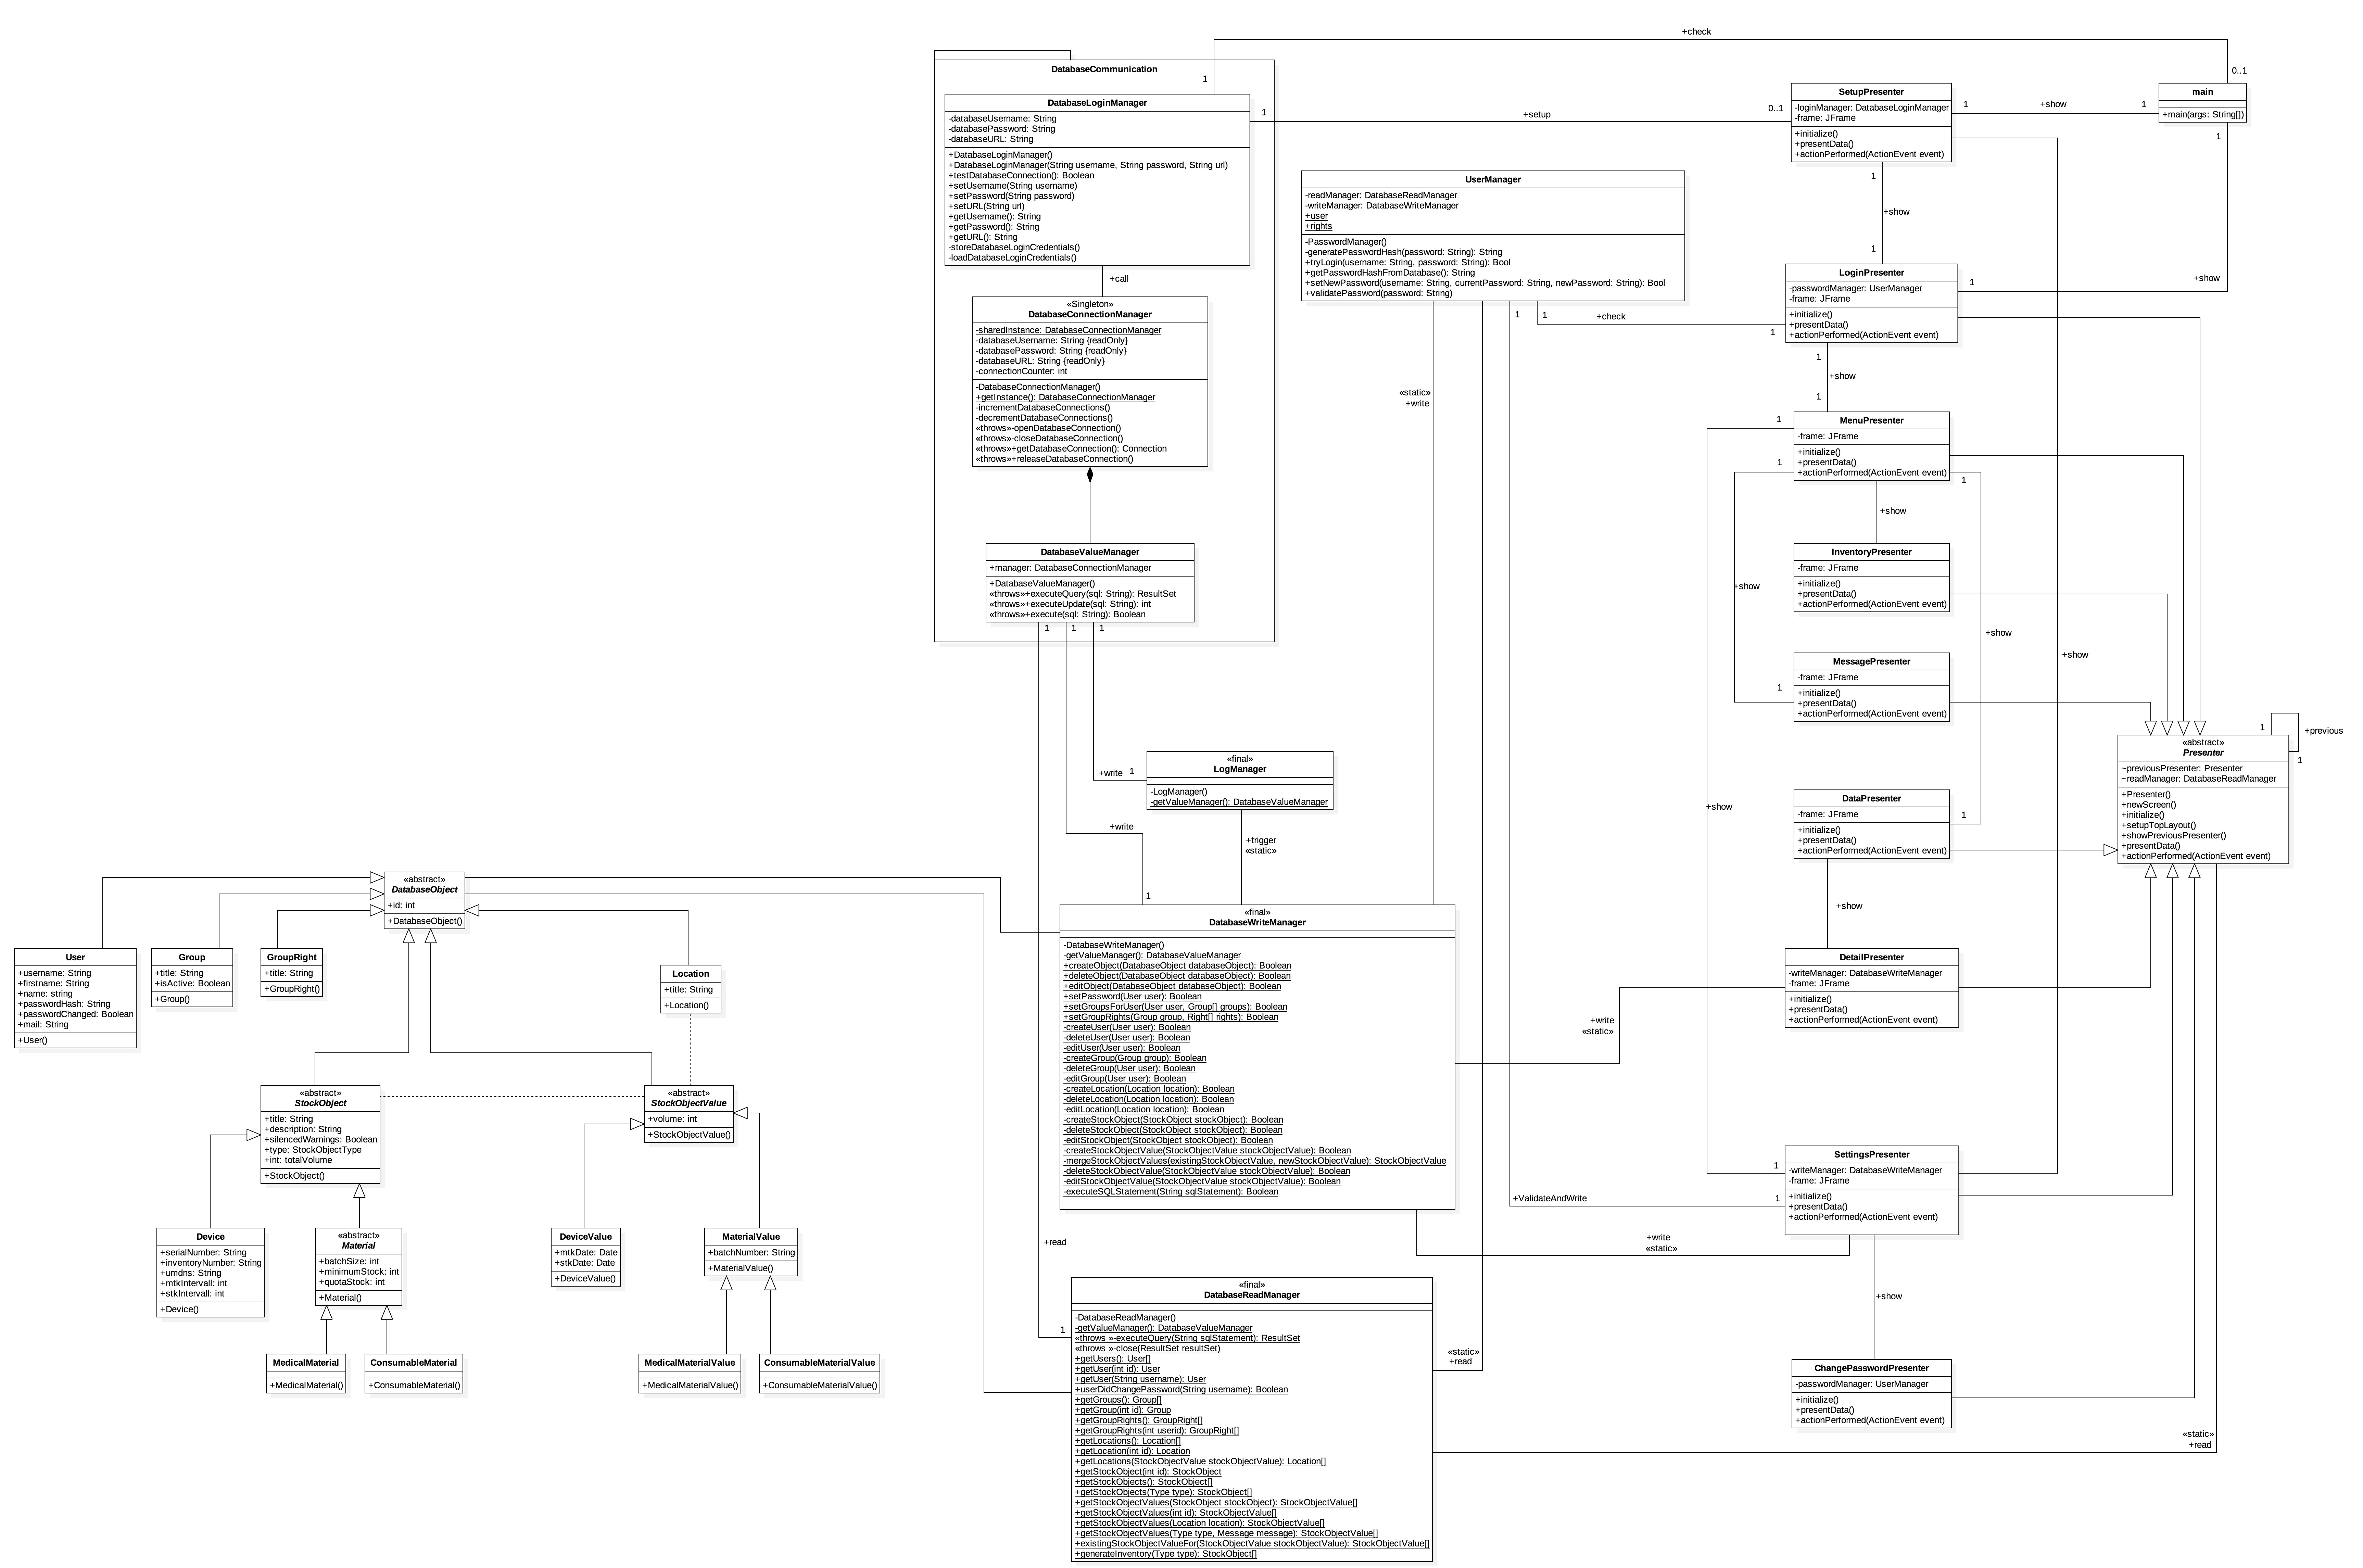 +check
DatabaseCommunication
1
0..1
DatabaseLoginManager
-databaseUsername: String
-databasePassword: String
-databaseURL: String
+DatabaseLoginManager()
+DatabaseLoginManager(String username, String password, String url)
+testDatabaseConnection(): Boolean
+setUsername(String username)
+setPassword(String password)
+setURL(String url)
+getUsername(): String
+getPassword(): String
+getURL(): String
-storeDatabaseLoginCredentials()
-loadDatabaseLoginCredentials()
1
+setup
0..1
SetupPresenter
-loginManager: DatabaseLoginManager
-frame: JFrame
+initialize()
+presentData()
+actionPerformed(ActionEvent event)
1
+show
1
main
+main(args: String[])
1
+call
«Singleton»
DatabaseConnectionManager
-sharedInstance: DatabaseConnectionManager
-databaseUsername: String {readOnly}
-databasePassword: String {readOnly}
-databaseURL: String {readOnly}
-connectionCounter: int
-DatabaseConnectionManager()
+getInstance(): DatabaseConnectionManager
-incrementDatabaseConnections()
-decrementDatabaseConnections()
«throws»-openDatabaseConnection()
«throws»-closeDatabaseConnection()
«throws»+getDatabaseConnection(): Connection
«throws»+releaseDatabaseConnection()
UserManager
-readManager: DatabaseReadManager
-writeManager: DatabaseWriteManager
+user
+rights
-PasswordManager()
-generatePasswordHash(password: String): String
+tryLogin(username: String, password: String): Bool
+getPasswordHashFromDatabase(): String
+setNewPassword(username: String, currentPassword: String, newPassword: String): Bool
+validatePassword(password: String)
1
+show
1
LoginPresenter
-passwordManager: UserManager
-frame: JFrame
+initialize()
+presentData()
+actionPerformed(ActionEvent event)
1
+show
1
1
+check
1
«static»
+write
1
+show
1
MenuPresenter
-frame: JFrame
+initialize()
+presentData()
+actionPerformed(ActionEvent event)
1
1
1
+show
InventoryPresenter
-frame: JFrame
+initialize()
+presentData()
+actionPerformed(ActionEvent event)
+show
+show
+show
DatabaseValueManager
+manager: DatabaseConnectionManager
+DatabaseValueManager()
«throws»+executeQuery(sql: String): ResultSet
«throws»+executeUpdate(sql: String): int
«throws»+execute(sql: String): Boolean
1
1
1
MessagePresenter
-frame: JFrame
+initialize()
+presentData()
+actionPerformed(ActionEvent event)
1
1
+previous
1
«abstract»
Presenter
~previousPresenter: Presenter
~readManager: DatabaseReadManager
+Presenter()
+newScreen()
+initialize()
+setupTopLayout()
+showPreviousPresenter()
+presentData()
+actionPerformed(ActionEvent event)
+write
1
«final»
LogManager
-LogManager()
-getValueManager(): DatabaseValueManager
+show
DataPresenter
-frame: JFrame
+initialize()
+presentData()
+actionPerformed(ActionEvent event)
1
+write
+trigger
«static»
1
+show
«abstract»
DatabaseObject
+id: int
+DatabaseObject()
User
+username: String
+firstname: String
+name: string
+passwordHash: String
+passwordChanged: Boolean
+mail: String
+User()
Group
+title: String
+isActive: Boolean
+Group()
GroupRight
+title: String
+GroupRight()
Location
+title: String
+Location()
«final»
DatabaseWriteManager
-DatabaseWriteManager()
-getValueManager(): DatabaseValueManager
+createObject(DatabaseObject databaseObject): Boolean
+deleteObject(DatabaseObject databaseObject): Boolean
+editObject(DatabaseObject databaseObject): Boolean
+setPassword(User user): Boolean
+setGroupsForUser(User user, Group[] groups): Boolean
+setGroupRights(Group group, Right[] rights): Boolean
-createUser(User user): Boolean
-deleteUser(User user): Boolean
-editUser(User user): Boolean
-createGroup(Group group): Boolean
-deleteGroup(User user): Boolean
-editGroup(User user): Boolean
-createLocation(Location location): Boolean
-deleteLocation(Location location): Boolean
-editLocation(Location location): Boolean
-createStockObject(StockObject stockObject): Boolean
-deleteStockObject(StockObject stockObject): Boolean
-editStockObject(StockObject stockObject): Boolean
-createStockObjectValue(StockObjectValue stockObjectValue): Boolean
-mergeStockObjectValues(existingStockObjectValue, newStockObjectValue): StockObjectValue
-deleteStockObjectValue(StockObjectValue stockObjectValue): Boolean
-editStockObjectValue(StockObjectValue stockObjectValue): Boolean
-executeSQLStatement(String sqlStatement): Boolean
DetailPresenter
-writeManager: DatabaseWriteManager
-frame: JFrame
+initialize()
+presentData()
+actionPerformed(ActionEvent event)
+write
«static»
«abstract»
StockObject
+title: String
+description: String
+silencedWarnings: Boolean
+type: StockObjectType
+int: totalVolume
+StockObject()
«abstract»
StockObjectValue
+volume: int
+StockObjectValue()
1
SettingsPresenter
-writeManager: DatabaseWriteManager
-frame: JFrame
+initialize()
+presentData()
+actionPerformed(ActionEvent event)
+ValidateAndWrite
1
Device
+serialNumber: String
+inventoryNumber: String
+umdns: String
+mtkIntervall: int
+stkIntervall: int
+Device()
«abstract»
Material
+batchSize: int
+minimumStock: int
+quotaStock: int
+Material()
DeviceValue
+mtkDate: Date
+stkDate: Date
+DeviceValue()
MaterialValue
+batchNumber: String
+MaterialValue()
+read
+write
«static»
1
+show
«final»
DatabaseReadManager
-DatabaseReadManager()
-getValueManager(): DatabaseValueManager
«throws »-executeQuery(String sqlStatement): ResultSet
«throws »-close(ResultSet resultSet)
+getUsers(): User[]
+getUser(int id): User
+getUser(String username): User
+userDidChangePassword(String username): Boolean
+getGroups(): Group[]
+getGroup(int id): Group
+getGroupRights(): GroupRight[]
+getGroupRights(int userid): GroupRight[]
+getLocations(): Location[]
+getLocation(int id): Location
+getLocations(StockObjectValue stockObjectValue): Location[]
+getStockObject(int id): StockObject
+getStockObjects(): StockObject[]
+getStockObjects(Type type): StockObject[]
+getStockObjectValues(StockObject stockObject): StockObjectValue[]
+getStockObjectValues(int id): StockObjectValue[]
+getStockObjectValues(Location location): StockObjectValue[]
+getStockObjectValues(Type type, Message message): StockObjectValue[]
+existingStockObjectValueFor(StockObjectValue stockObjectValue): StockObjectValue[]
+generateInventory(Type type): StockObject[]
«static»
+read
MedicalMaterial
+MedicalMaterial()
ConsumableMaterial
+ConsumableMaterial()
MedicalMaterialValue
+MedicalMaterialValue()
ConsumableMaterialValue
+ConsumableMaterialValue()
ChangePasswordPresenter
-passwordManager: UserManager
+initialize()
+presentData()
+actionPerformed(ActionEvent event)
«static»
+read